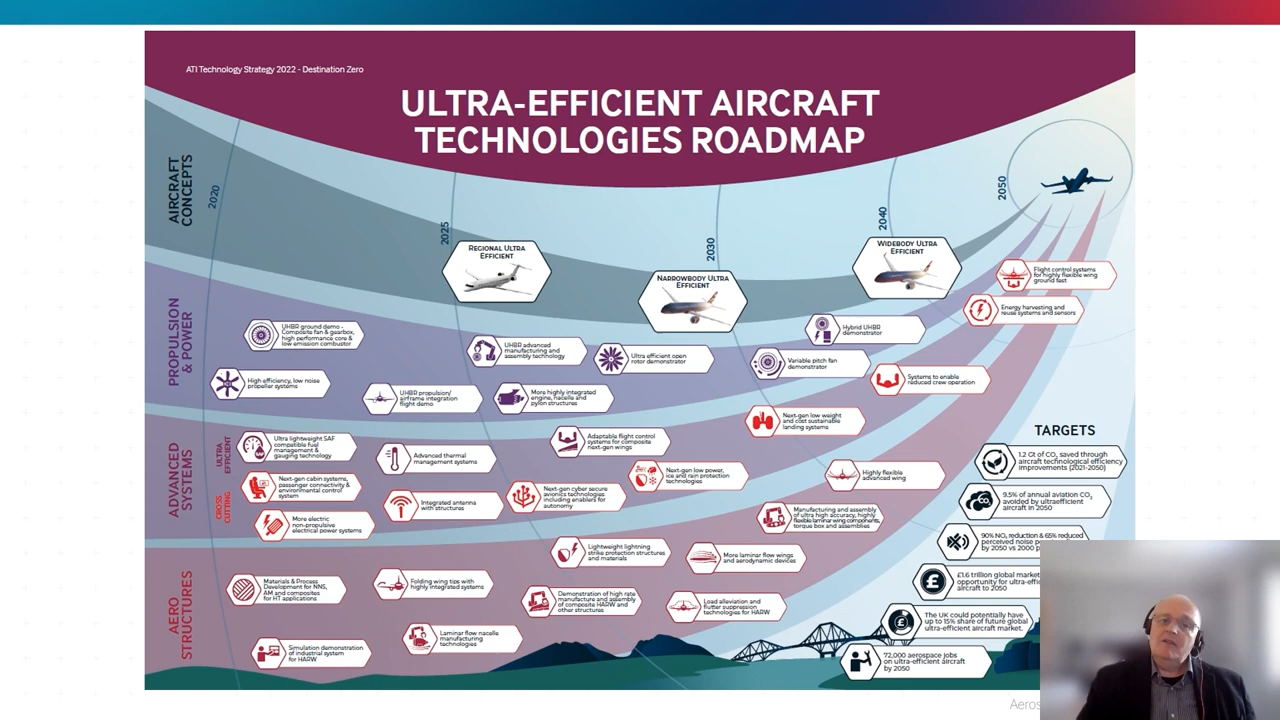 ATI Technology Strategy 2022 - Destination Zero
ULTRA-EFFICIENT AIRCRAFT
TECHNOLOGIES ROADMAP
AIRCRAFT
CONCEPTS
2020
2025
2030
2040
2050
REGIONAL ULTRA
EFFICIENT
NARROWBODY ULTRA
EFFICIENT
WIDEBODY ULTRA
EFFICIENT
PROPULSION
& POWER
UHBR ground demo -
Composite fan & gearbox,
high performance core &
low emission combustor
High efficiency, low noise
propeller systems
UHBR propulsion/
airframe integration
flight demo
UHBR advanced
manufacturing and
assembly technology
More highly integrated
engine, nacelle and
pylon structures
Ultra efficient open
rotor demonstrator
Hybrid UHBR
demonstrator
Variable pitch fan
demonstrator
Flight control systems
for highly flexible wing
ground test
Energy harvesting and
reuse systems and sensors
Systems to enable
reduced crew operation
Next-gen low weight
and cost sustainable
landing systems
ADVANCED
SYSTEMS
ULTRA
EFFICIENT
CROSS
CUTTING
Ultra lightweight SAF
compatible fuel
management &
gauging technology
Next-gen cabin systems,
passenger connectivity &
environmental control
system
More electric
non-propulsive
electrical power systems
Advanced thermal
management systems
Integrated antenna
with structures
Adaptable flight control
systems for composite
next-gen wings
Next-gen cyber secure
avionics technologies
including enablers for
autonomy
Next-gen low power,
ice and rain protection
technologies
Highly flexible
advanced wing
Manufacturing and assembly
of ultra high accuracy, highly
flexible laminar wing components,
torque box and assemblies
AERO
STRUCTURES
Materials & Process
Development for NNS,
AM and composites
for HT applications
Simulation demonstration
of industrial system
for HARW
Folding wing tips with
highly integrated systems
Laminar flow nacelle
manufacturing
technologies
Lightweight lightning
strike protection structures
and materials
Demonstration of high rate
manufacture and assembly
of composite HARW and
other structures
More laminar flow wings
and aerodynamic devices
Load alleviation and
flutter suppression
technologies for HARW
TARGETS
1.2 Gt of CO₂ saved through
aircraft technological efficiency
improvements (2021-2050)
9.5% of annual aviation CO₂
avoided by ultraefficient
aircraft in 2050
90% NOₓ reduction & 65% reduced
perceived noise
by 2050 vs 2000
£1.6 trillion global market
opportunity for
aircraft to 2050
The UK could potentially have
up to 15% share of future global
ultra-efficient aircraft market.
72,000 aerospace jobs
on ultra-efficient aircraft
by 2050